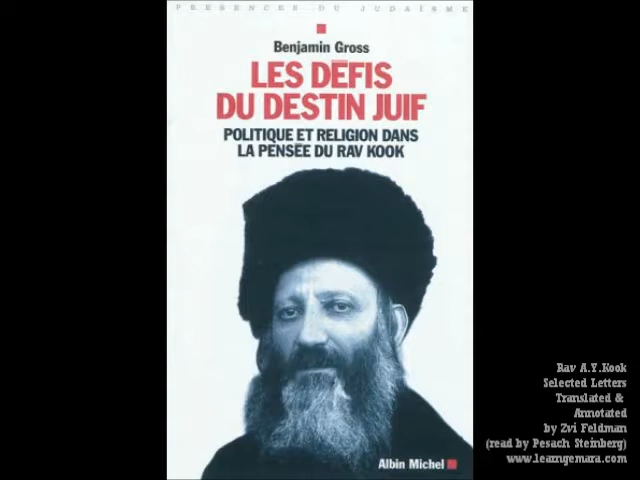 PRÉSENCES DU JUDAÏSME
Benjamin Gross
LES DÉFIS
DU DESTIN JUIF
POLITIQUE ET RELIGION DANS
LA PENSÉE DU RAV KOOK
Albin Michel
Rav A.Y.Kook
Selected Letters
Translated &
Annotated
by Zvi Feldman
(read by Pesach Steinberg)
www.learngemara.com